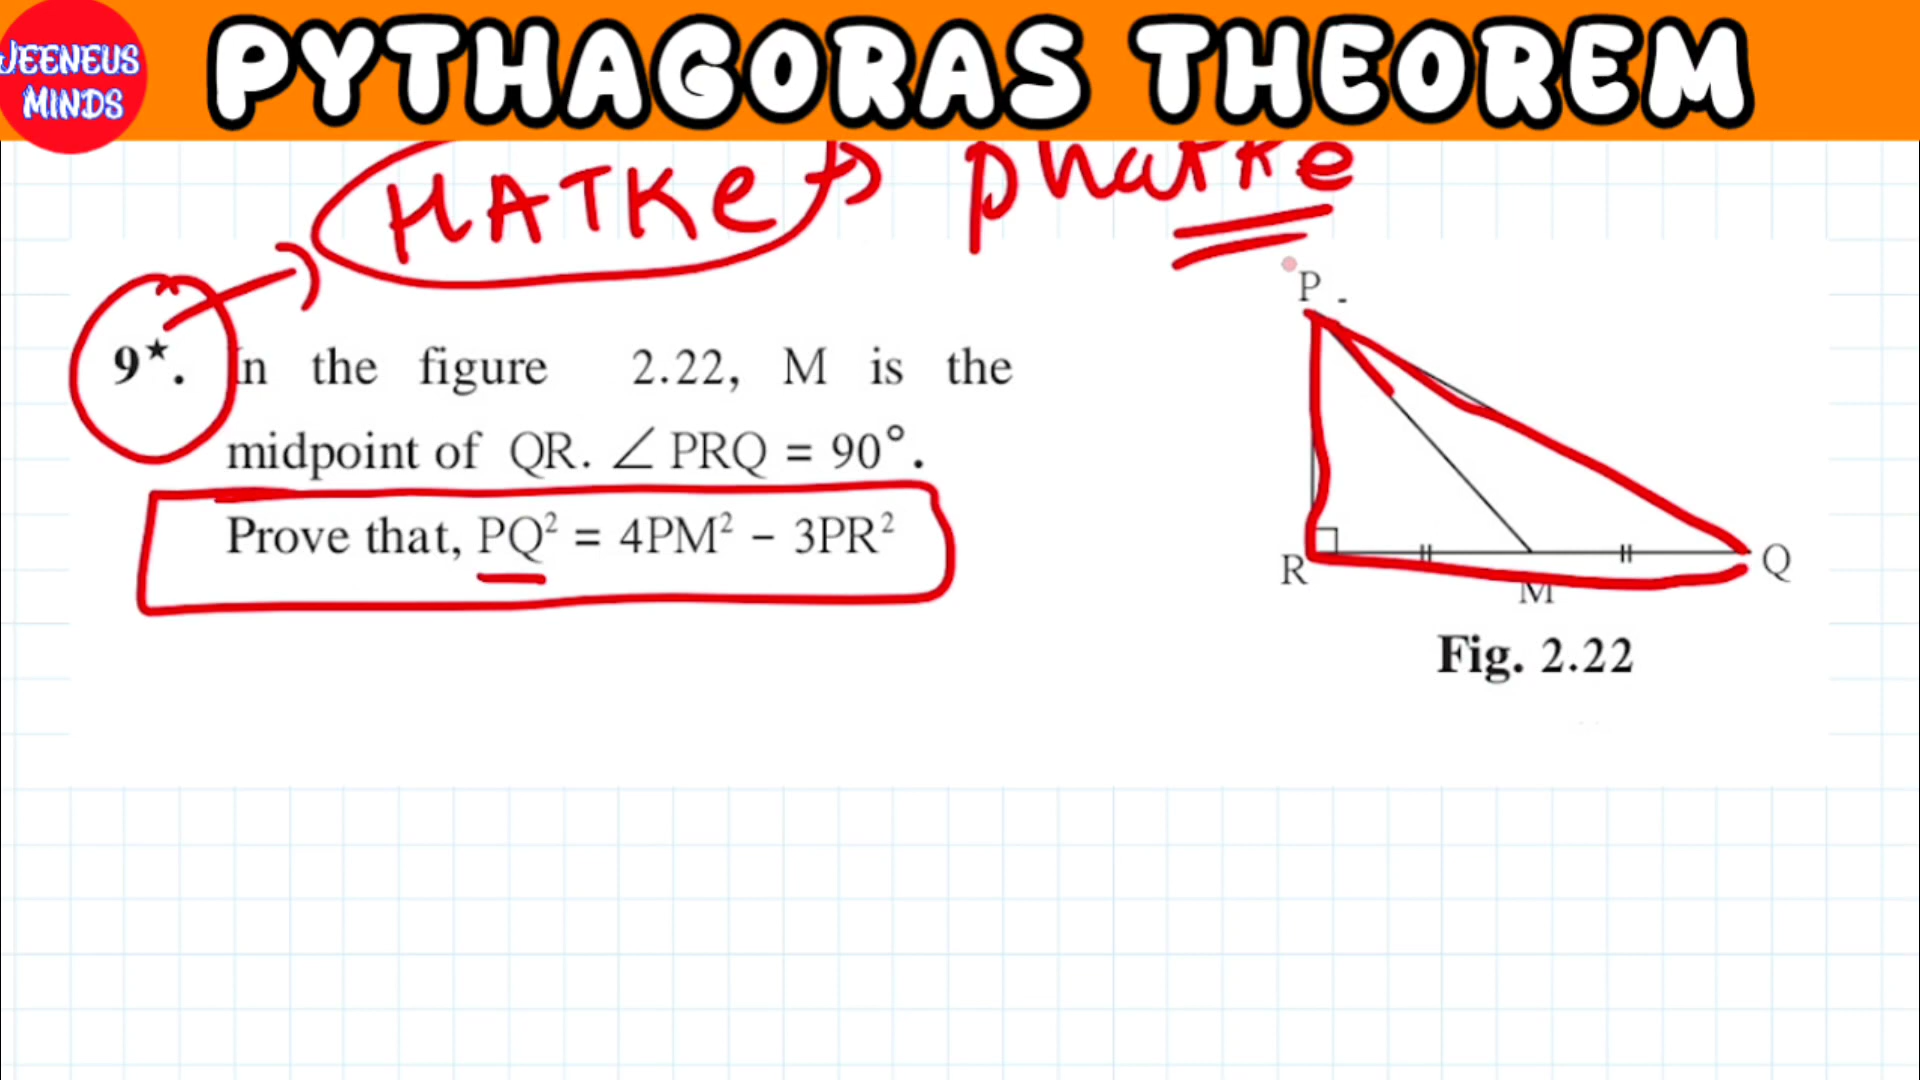 JEENEUS
MINDS
PYTHAGORAS THEOREM
HATKe → phatke
9★. In the figure 2.22, M is the
midpoint of QR. ∠PRQ = 90°.
Prove that, PQ² = 4PM² − 3PR²
P
R
M
Q
Fig. 2.22